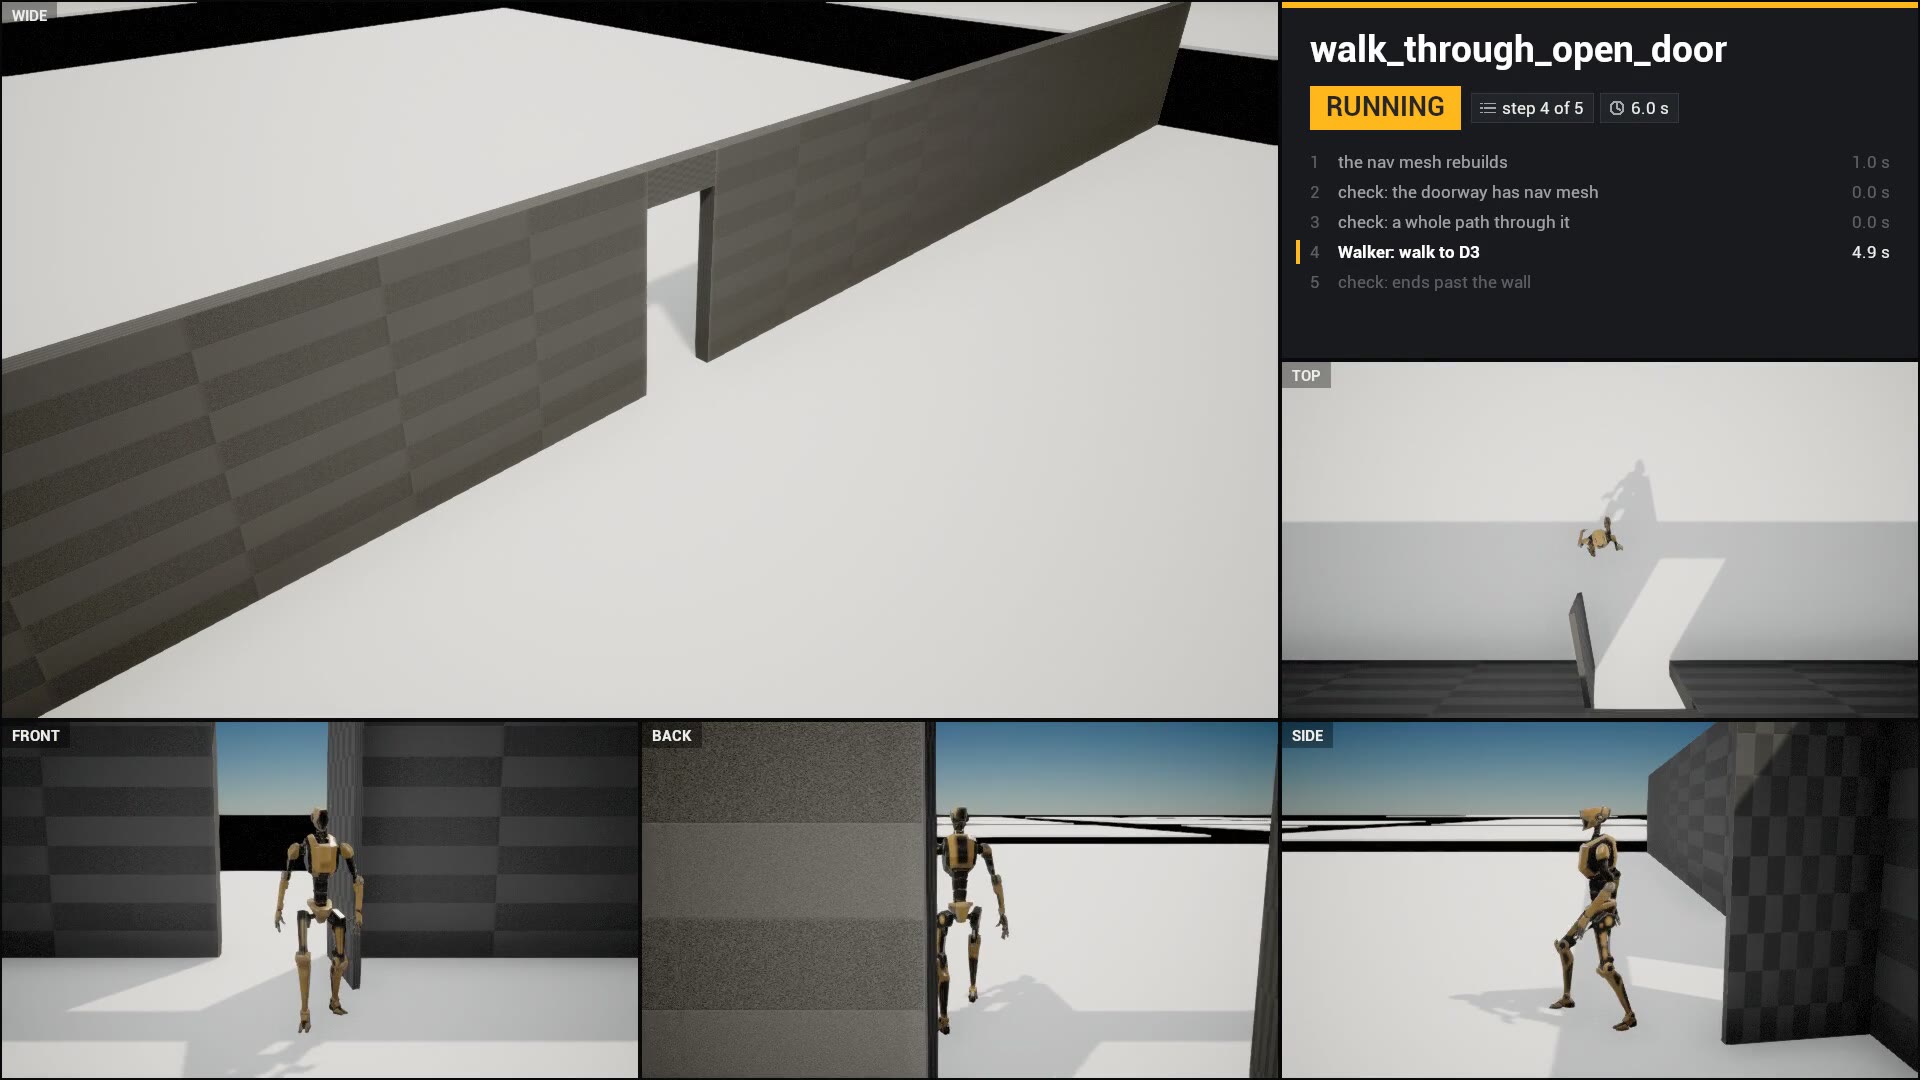 WIDE
walk_through_open_door
RUNNING
step 4 of 5
6.0 s
1 the nav mesh rebuilds 1.0 s
2 check: the doorway has nav mesh 0.0 s
3 check: a whole path through it 0.0 s
4 Walker: walk to D3 4.9 s
5 check: ends past the wall
TOP
FRONT
BACK
SIDE